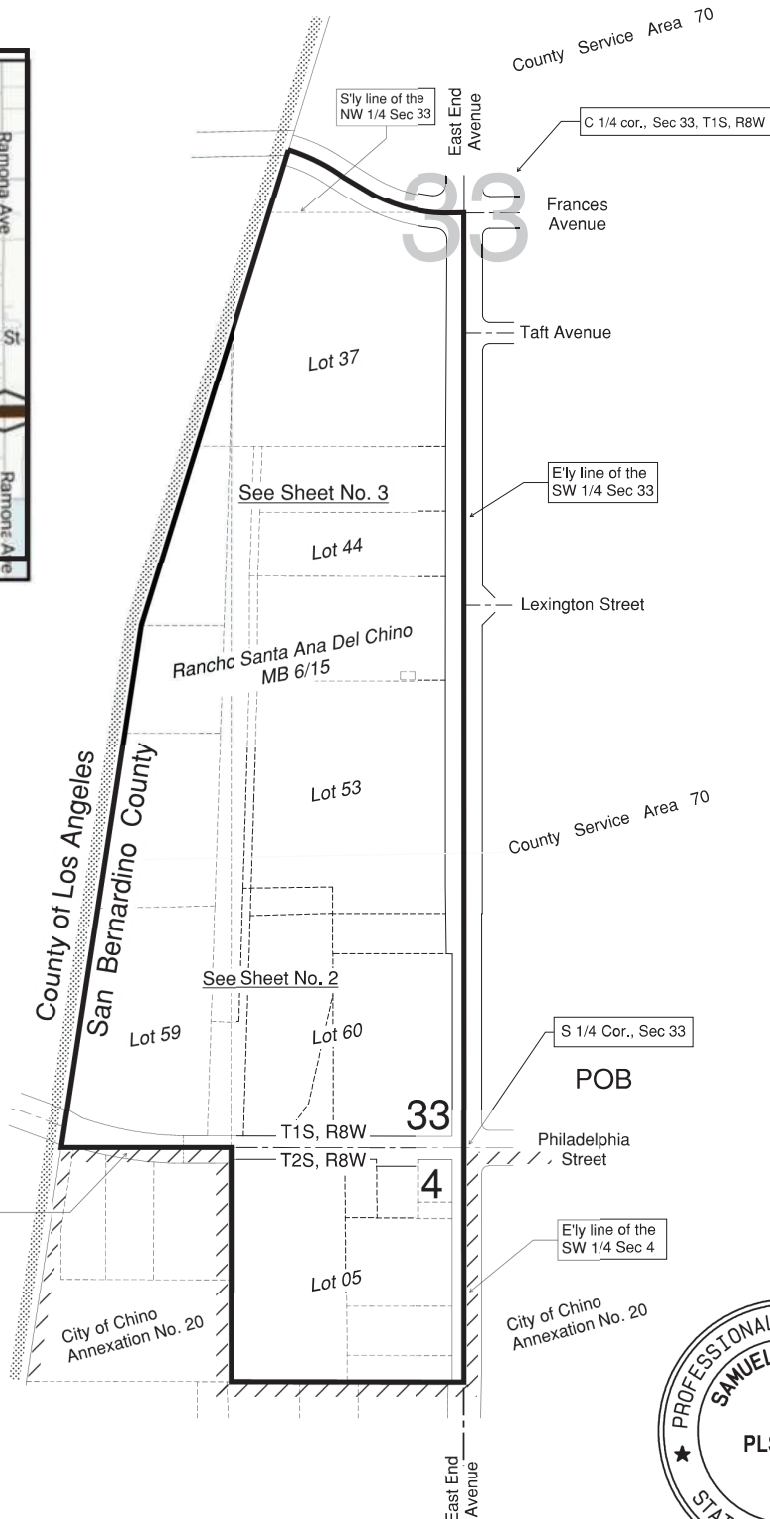 County Service Area 70
S'ly line of the
NW 1/4 Sec 33
East End
Avenue
C 1/4 cor., Sec 33, T1S, R8W
Ramona Ave
33
Frances
Avenue
St
Taft Avenue
Lot 37
Ramona Ave
See Sheet No. 3
E'ly line of the
SW 1/4 Sec 33
Lot 44
Lexington Street
Rancho Santa Ana Del Chino
MB 6/15
County of Los Angeles
San Bernardino County
Lot 53
County Service Area 70
See Sheet No. 2
Lot 59
Lot 60
S 1/4 Cor., Sec 33
POB
33
T1S, R8W
T2S, R8W
4
Philadelphia
Street
E'ly line of the
SW 1/4 Sec 4
Lot 05
City of Chino
Annexation No. 20
City of Chino
Annexation No. 20
PROFESSIONAL
SAMUEL
PLS
STAT
East End
Avenue